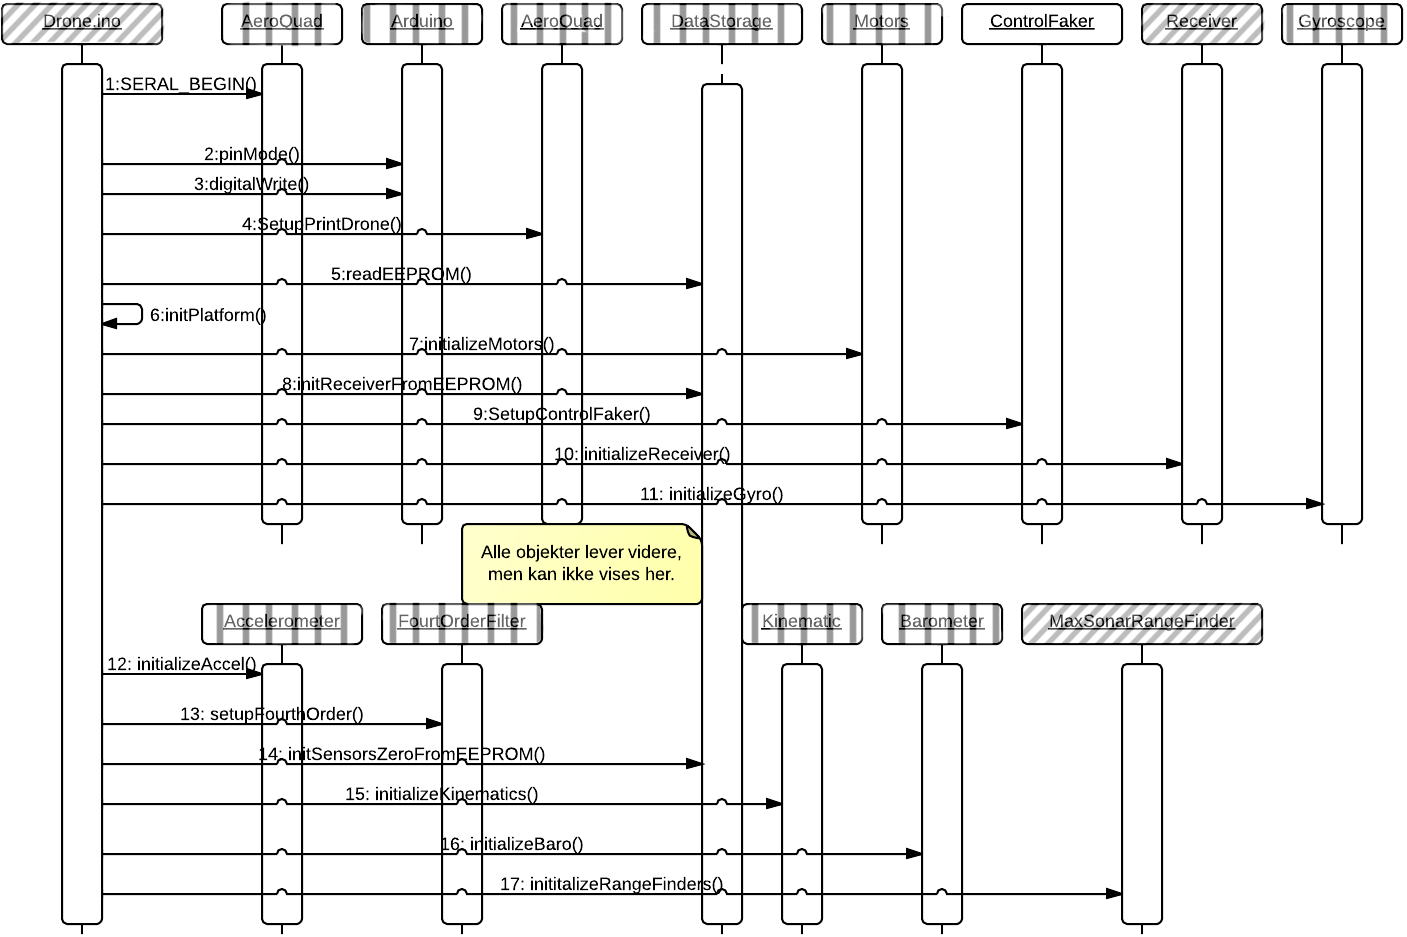 Drone.ino
AeroQuad
Arduino
AeroQuad
DataStorage
Motors
ControlFaker
Receiver
Gyroscope
1:SERAL_BEGIN()
2:pinMode()
3:digitalWrite()
4:SetupPrintDrone()
5:readEEPROM()
6:initPlatform()
7:initializeMotors()
8:initReceiverFromEEPROM()
9:SetupControlFaker()
10: initializeReceiver()
11: initializeGyro()
Alle objekter lever videre,
men kan ikke vises her.
Accelerometer
FourtOrderFilter
Kinematic
Barometer
MaxSonarRangeFinder
12: initializeAccel()
13: setupFourthOrder()
14: initSensorsZeroFromEEPROM()
15: initializeKinematics()
16: initializeBaro()
17: inititalizeRangeFinders()